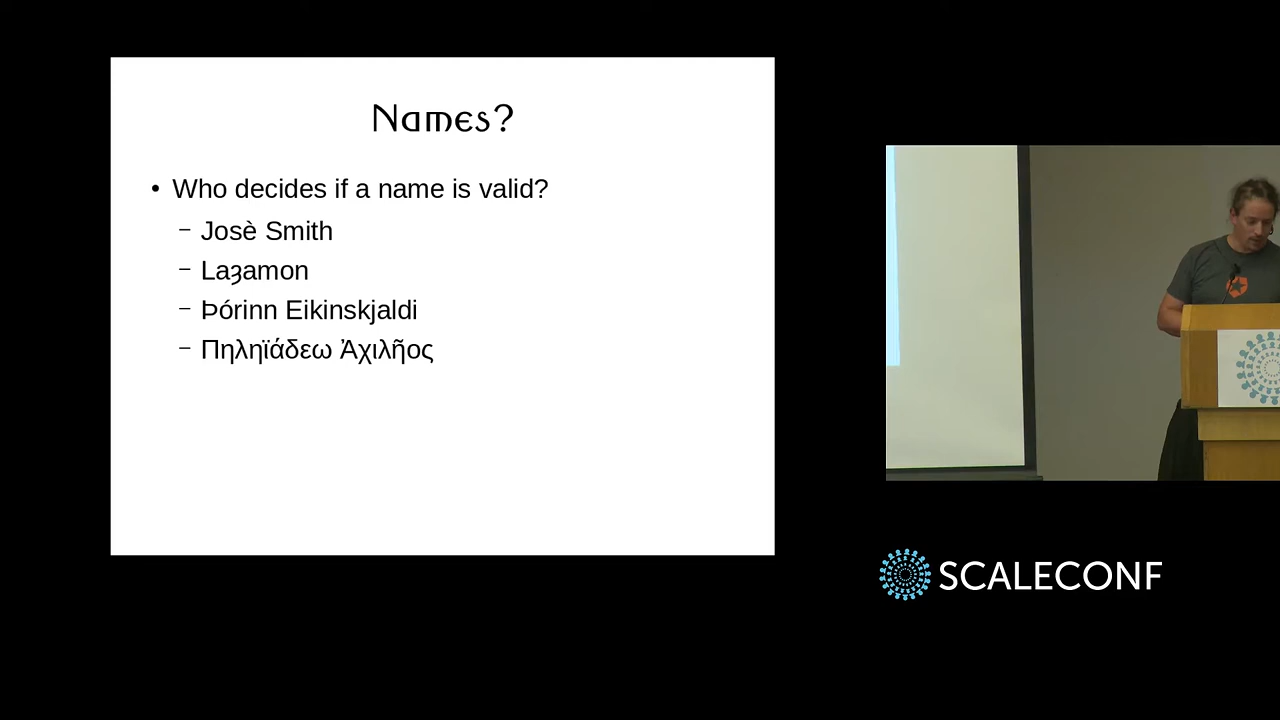 Names?
• Who decides if a name is valid?
– Josè Smith
– Laȝamon
– Þórinn Eikinskjaldi
– Πηληϊάδεω Ἀχιλῆος
SCALECONF